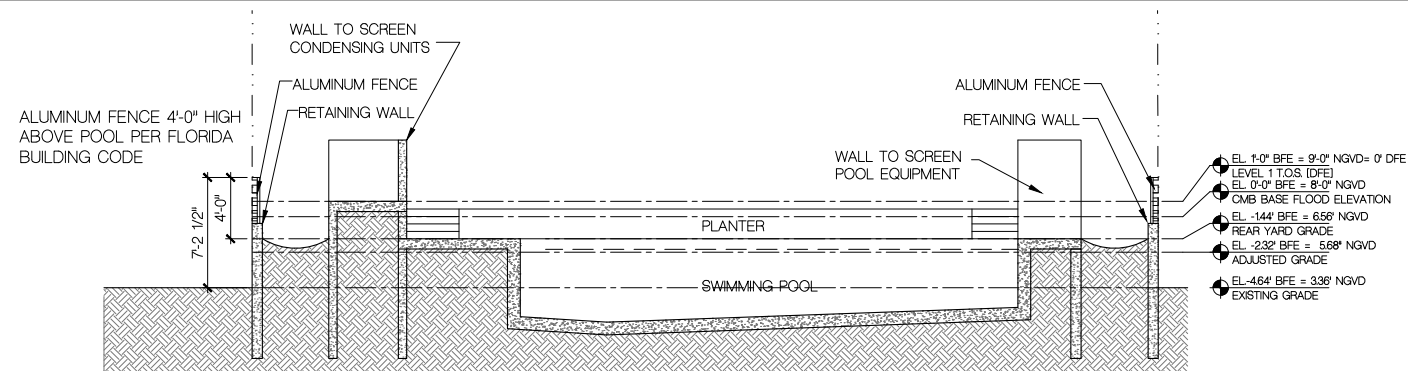 WALL TO SCREEN
CONDENSING UNITS
ALUMINUM FENCE
RETAINING WALL
ALUMINUM FENCE 4'-0" HIGH
ABOVE POOL PER FLORIDA
BUILDING CODE
7'-2 1/2"
4'-0"
ALUMINUM FENCE
RETAINING WALL
WALL TO SCREEN
POOL EQUIPMENT
PLANTER
SWIMMING POOL
EL. 1'-0" BFE = 9'-0" NGVD= 0' DFE
LEVEL 1 T.O.S. [DFE]
EL. 0'-0" BFE = 8'-0" NGVD
CMB BASE FLOOD ELEVATION
EL. -1.44' BFE = 6.56' NGVD
REAR YARD GRADE
EL. -2.32' BFE = 5.68' NGVD
ADJUSTED GRADE
EL.-4.64' BFE = 3.36' NGVD
EXISTING GRADE